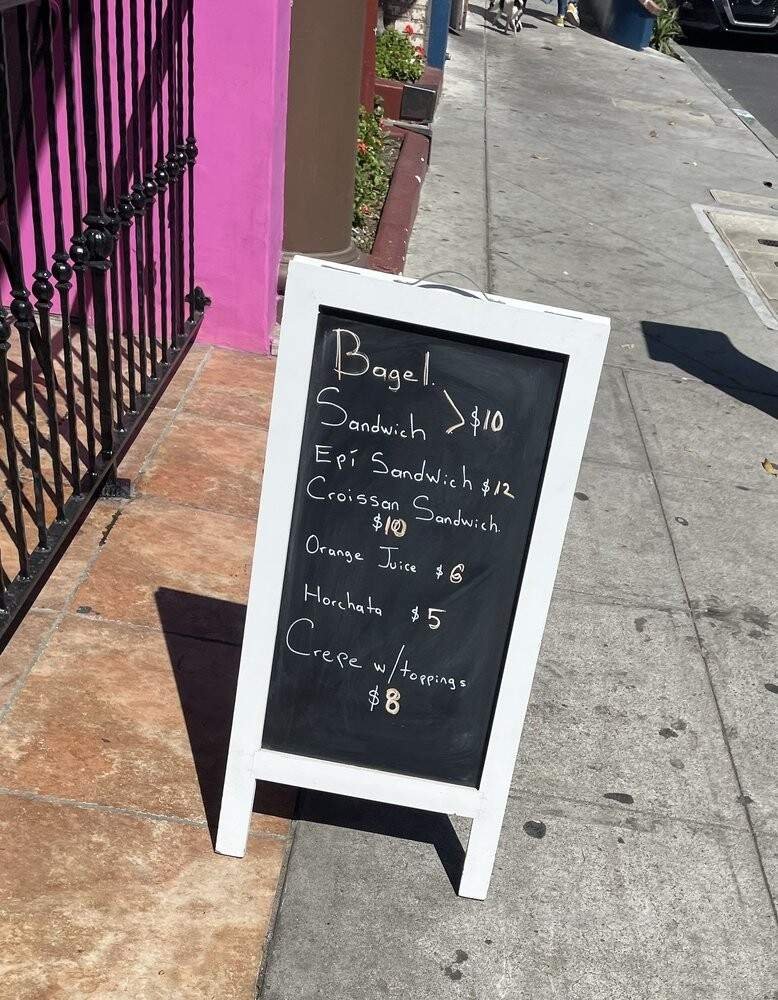 Bagel.
Sandwich > $10
Epi Sandwich $12
Croissan Sandwich.
$10
Orange Juice $6
Horchata $5
Crepe w/toppings
$8